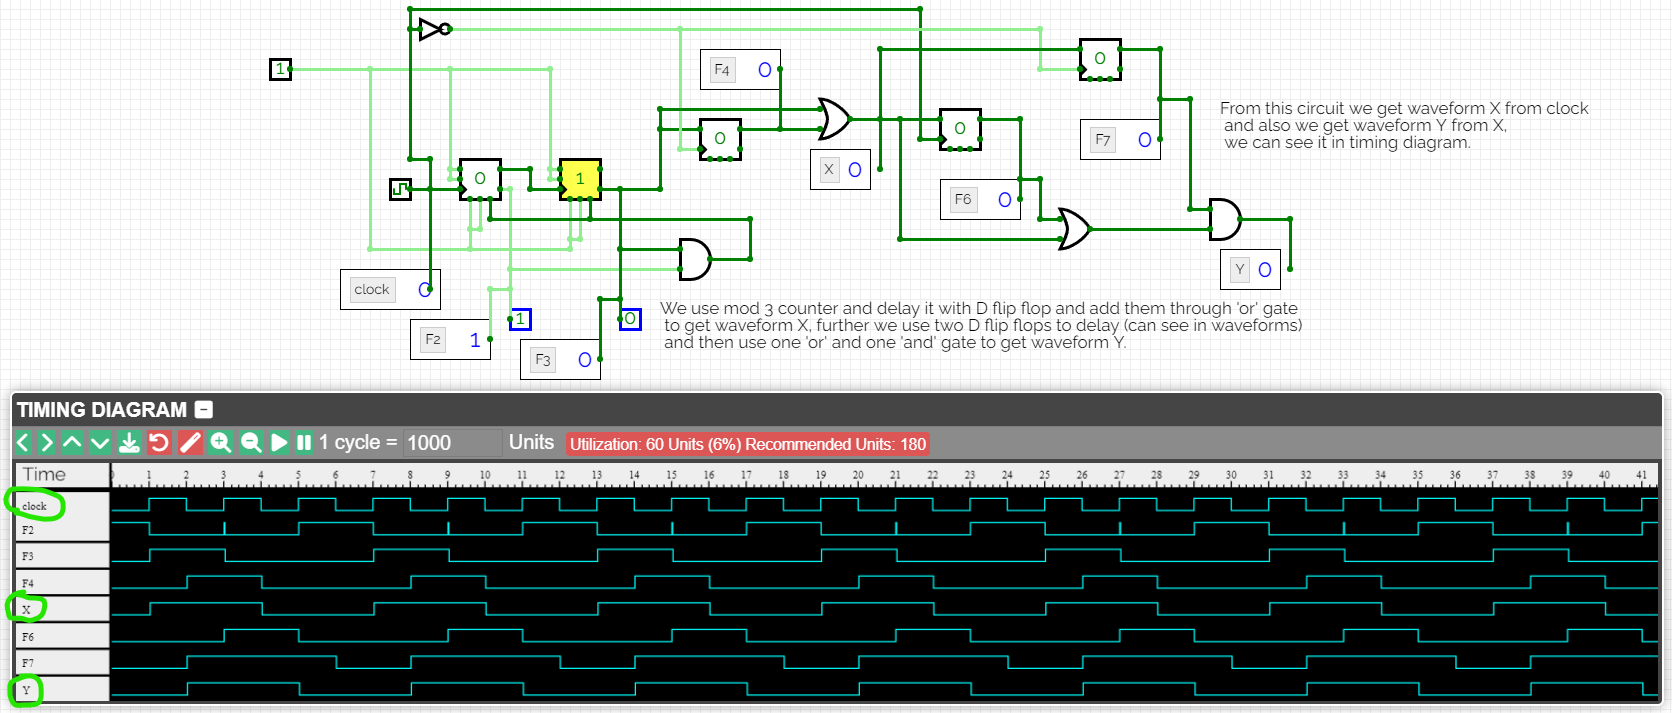 1
F4 0
0
From this circuit we get waveform X from clock
and also we get waveform Y from X,
we can see it in timing diagram.
0
0
F7 0
X 0
0
1
F6 0
Y 0
clock 0
We use mod 3 counter and delay it with D flip flop and add them through 'or' gate
to get waveform X, further we use two D flip flops to delay (can see in waveforms)
and then use one 'or' and one 'and' gate to get waveform Y.
1
0
F2 1
F3 0
TIMING DIAGRAM
1 cycle = 1000 Units Utilization: 60 Units (6%) Recommended Units: 180
Time 0 1 2 3 4 5 6 7 8 9 10 11 12 13 14 15 16 17 18 19 20 21 22 23 24 25 26 27 28 29 30 31 32 33 34 35 36 37 38 39 40 41
clock
F2
F3
F4
X
F6
F7
Y